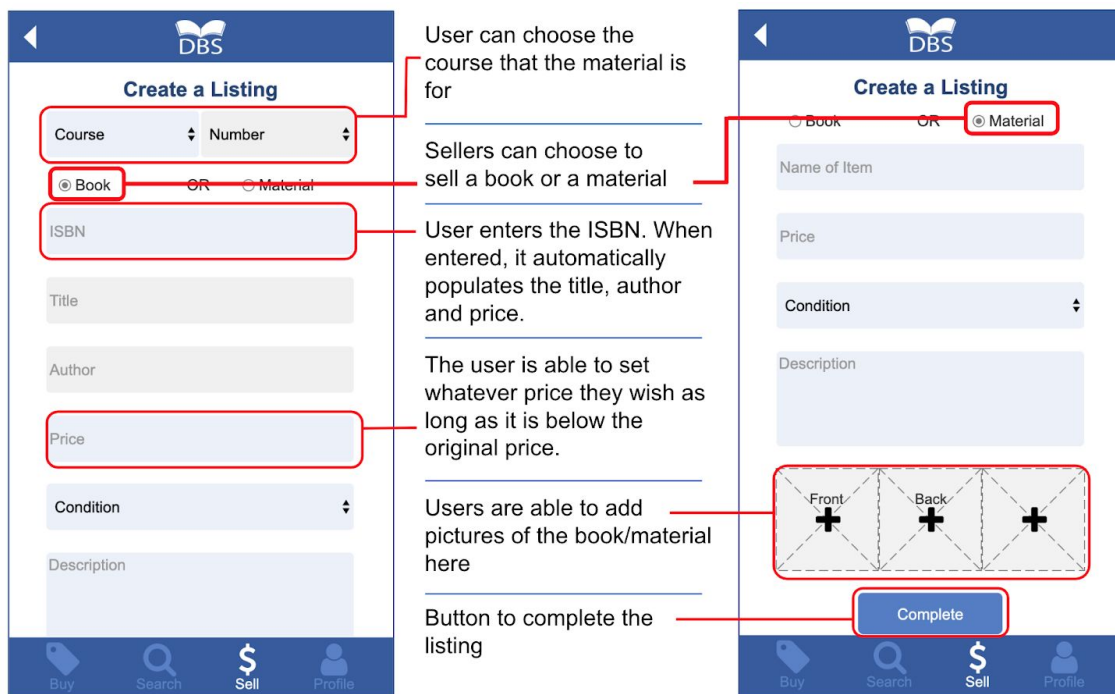 DBS
Create a Listing
Course Number
Book OR Material
ISBN
Title
Author
Price
Condition
Description
Buy Search Sell Profile
User can choose the
course that the material is
for
Sellers can choose to
sell a book or a material
User enters the ISBN. When
entered, it automatically
populates the title, author
and price.
The user is able to set
whatever price they wish as
long as it is below the
original price.
Users are able to add
pictures of the book/material
here
Button to complete the
listing
DBS
Create a Listing
Book OR Material
Name of Item
Price
Condition
Description
Front Back
Complete
Buy Search Sell Profile